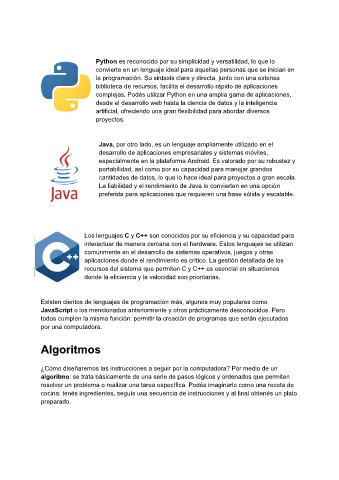 Python es reconocido por su simplicidad y versatilidad, lo que lo
convierte en un lenguaje ideal para aquellas personas que se inician en
la programación. Su sintaxis clara y directa, junto con una extensa
biblioteca de recursos, facilita el desarrollo rápido de aplicaciones
complejas. Podés utilizar Python en una amplia gama de aplicaciones,
desde el desarrollo web hasta la ciencia de datos y la inteligencia
artificial, ofreciendo una gran flexibilidad para abordar diversos
proyectos.
Java, por otro lado, es un lenguaje ampliamente utilizado en el
desarrollo de aplicaciones empresariales y sistemas móviles,
especialmente en la plataforma Android. Es valorado por su robustez y
portabilidad, así como por su capacidad para manejar grandes
cantidades de datos, lo que lo hace ideal para proyectos a gran escala.
La fiabilidad y el rendimiento de Java lo convierten en una opción
preferida para aplicaciones que requieren una base sólida y escalable.
Java
Los lenguajes C y C++ son conocidos por su eficiencia y su capacidad para
interactuar de manera cercana con el hardware. Estos lenguajes se utilizan
comúnmente en el desarrollo de sistemas operativos, juegos y otras
aplicaciones donde el rendimiento es crítico. La gestión detallada de los
recursos del sistema que permiten C y C++ es esencial en situaciones
donde la eficiencia y la velocidad son prioritarias.
C++
Existen cientos de lenguajes de programación más, algunos muy populares como
JavaScript o los mencionados anteriormente y otros prácticamente desconocidos. Pero
todos cumplen la misma función: permitir la creación de programas que serán ejecutados
por una computadora.
Algoritmos
¿Cómo diseñaremos las instrucciones a seguir por la computadora? Por medio de un
algoritmo: se trata básicamente de una serie de pasos lógicos y ordenados que permiten
resolver un problema o realizar una tarea específica. Podés imaginarlo como una receta de
cocina: tenés ingredientes, seguís una secuencia de instrucciones y al final obtenés un plato
preparado.